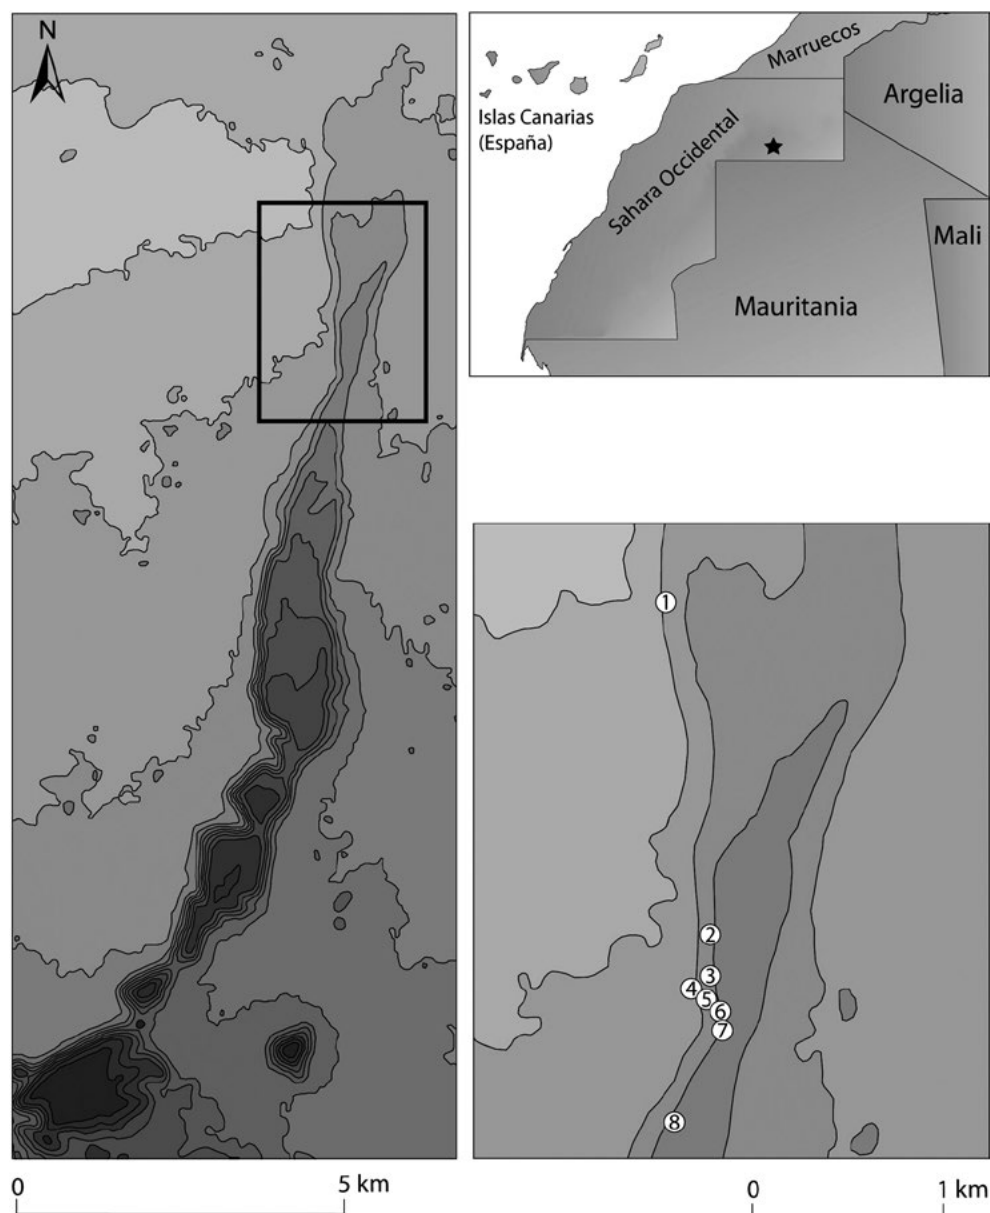 N
Marruecos
Argelia
Islas Canarias
(España)
Sahara Occidental
Mali
Mauritania
1
2
3
4
5
6
7
8
0 5 km
0 1 km